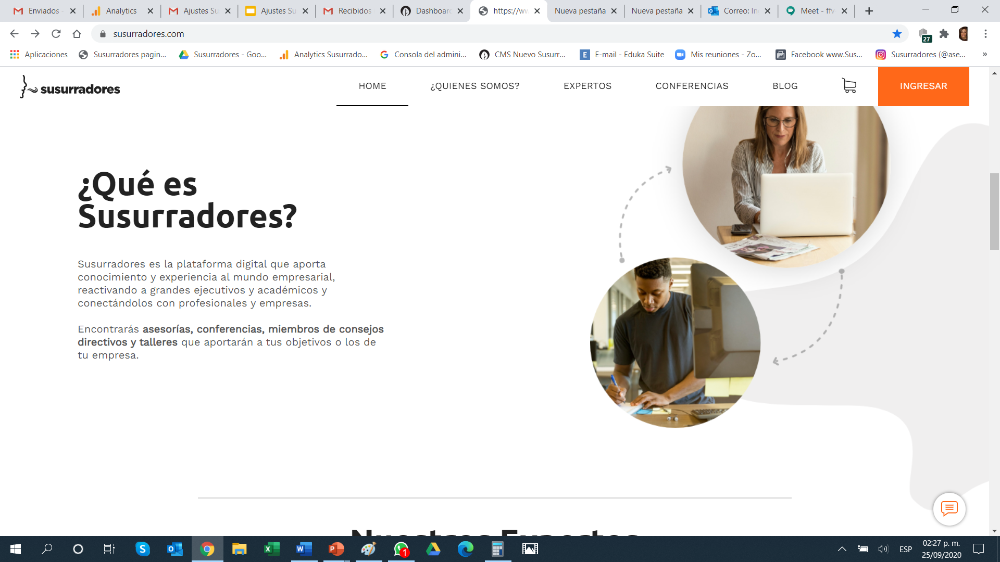 Enviados -
Analytics
Ajustes Su
Ajustes Su
Recibidos
Dashboard
https://ww
Nueva pestaña
Nueva pestaña
Correo: In
Meet - ffv
susurradores.com
27
Aplicaciones
Susurradores pagin...
Susurradores - Goo...
Analytics Susurrado...
Consola del admini...
CMS Nuevo Susurr...
E
E-mail - Eduka Suite
Mis reuniones - Zo...
Facebook www.Sus...
Susurradores (@ase...
»
susurradores
HOME
¿QUIENES SOMOS?
EXPERTOS
CONFERENCIAS
BLOG
INGRESAR
¿Qué es
Susurradores?
Susurradores es la plataforma digital que aporta
conocimiento y experiencia al mundo empresarial,
reactivando a grandes ejecutivos y académicos y
conectándolos con profesionales y empresas.
Encontrarás asesorías, conferencias, miembros de consejos
directivos y talleres que aportarán a tus objetivos o los de
tu empresa.
Nuestros Expertos
1
ESP
02:27 p. m.
25/09/2020